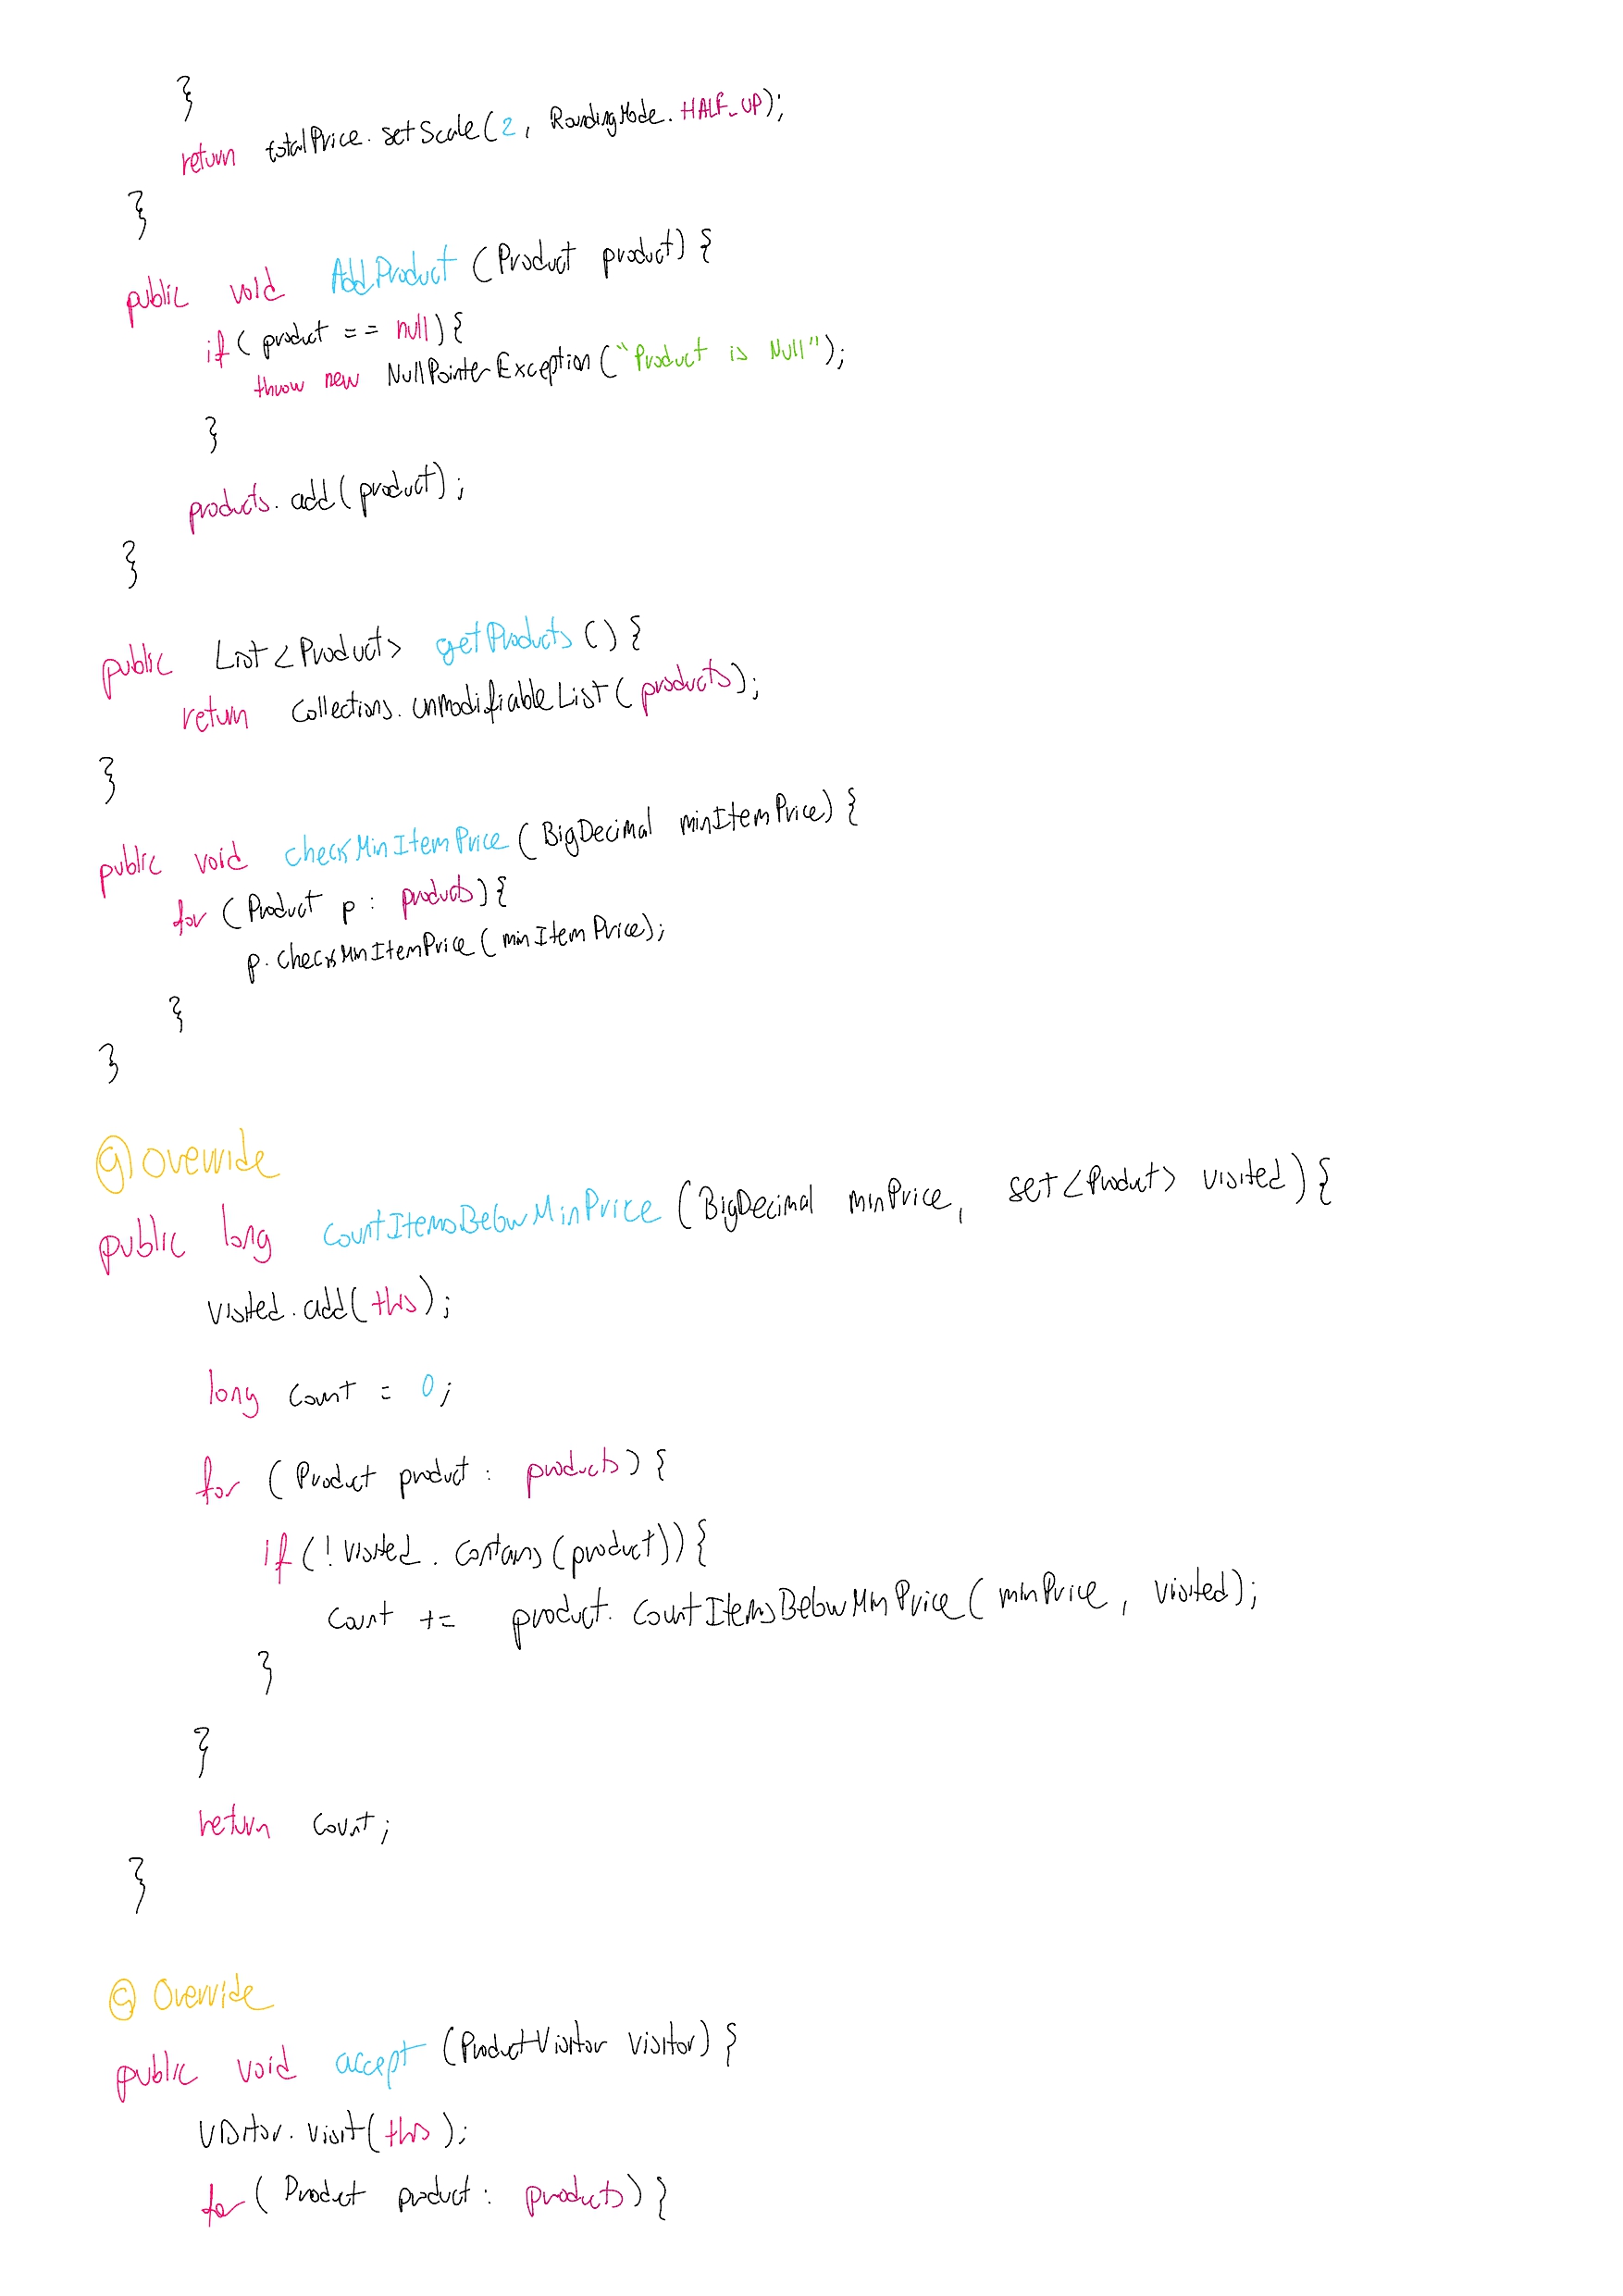 }
return totalPrice.setScale(2, RoundingMode.HALF_UP);
}
public void AddProduct (Product product) {
if( product == null) {
throw new NullPointerException("Product is Null");
}
products.add(product);
}
public List<Product> getProducts () {
return Collections.unmodifiableList(products);
}
public void checkMinItemPrice (BigDecimal minItemPrice) {
for (Product p : products) {
p.checkMinItemPrice(minItemPrice);
}
}
@override
public long countItemsBelowMinPrice (BigDecimal minPrice, set<Product> visited) {
visited.add(this);
long count = 0;
for (Product product : products) {
if (! visited.contains(product)) {
count += product.countItemsBelowMinPrice(minPrice, visited);
}
}
return count;
}
@Override
public void accept (ProductVisitor visitor) {
visitor.visit(this);
for (Product product : products) {